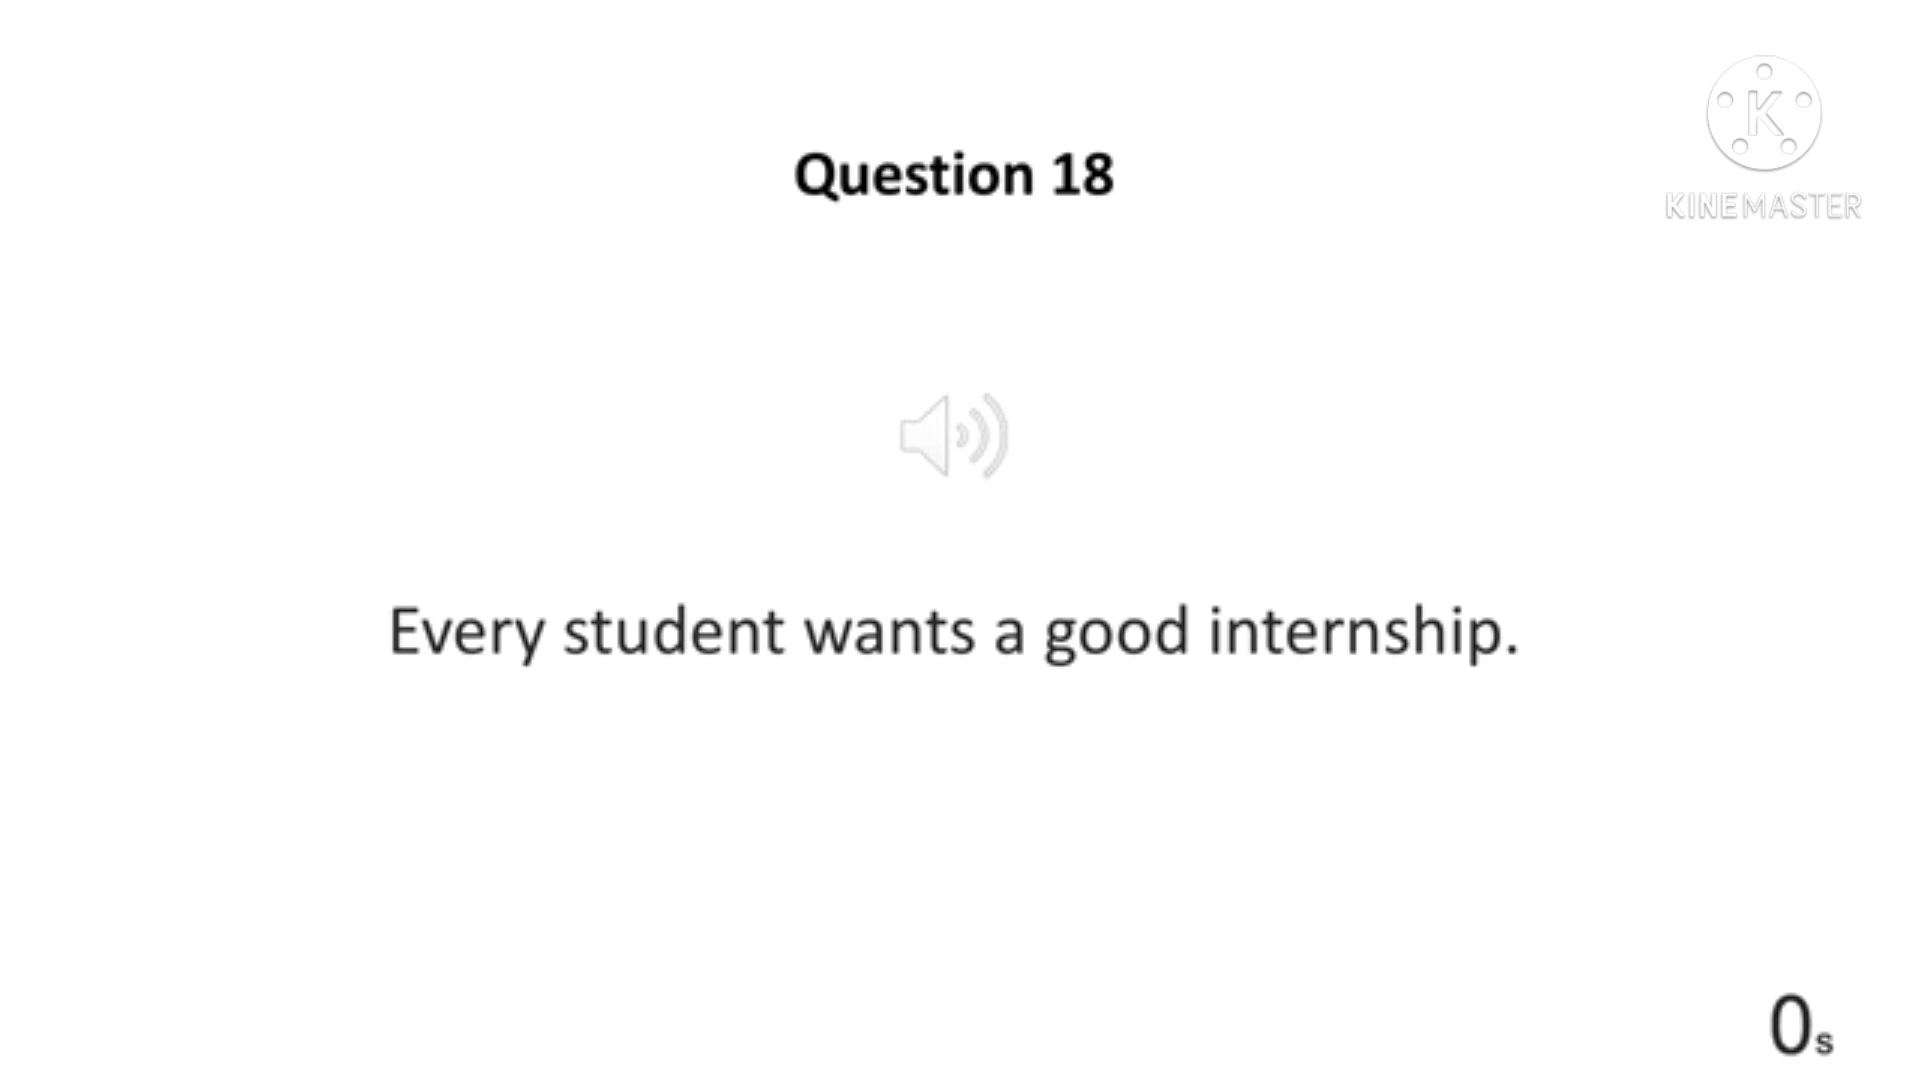 Question 18
K
KINEMASTER
Every student wants a good internship.
0s